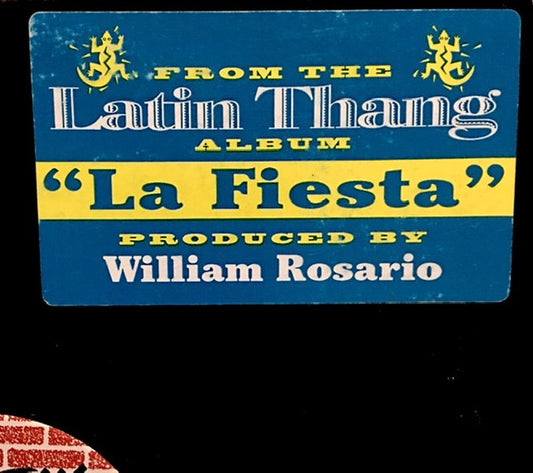 FROM THE
Latin Thang
ALBUM
“La Fiesta”
PRODUCED BY
William Rosario